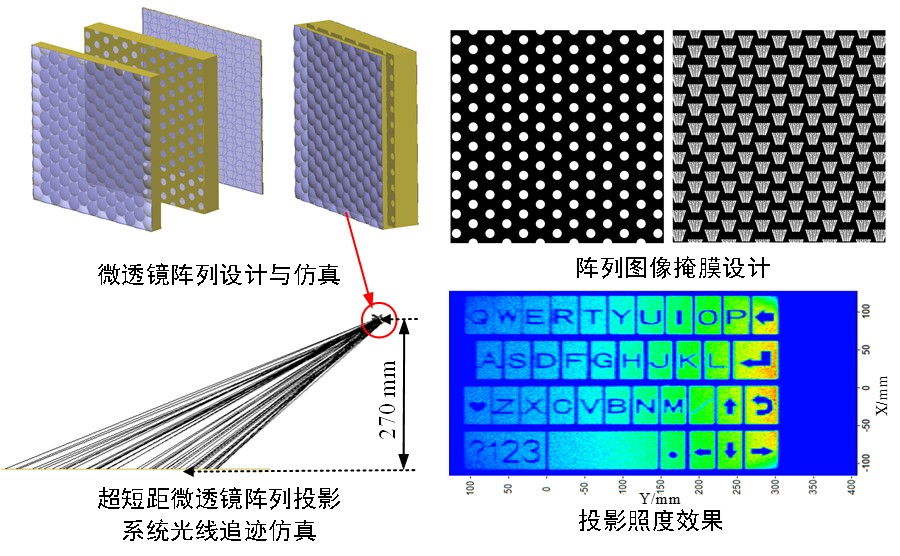 微透镜阵列设计与仿真
阵列图像掩膜设计
270 mm
超短距微透镜阵列投影
系统光线追迹仿真
QWERTYUIOP
ASDFGHJKL
ZXCVBNM
?123
100
50
0
-50
-100
X/mm
100
50
0
50
100
150
200
250
300
350
400
Y/mm
投影照度效果